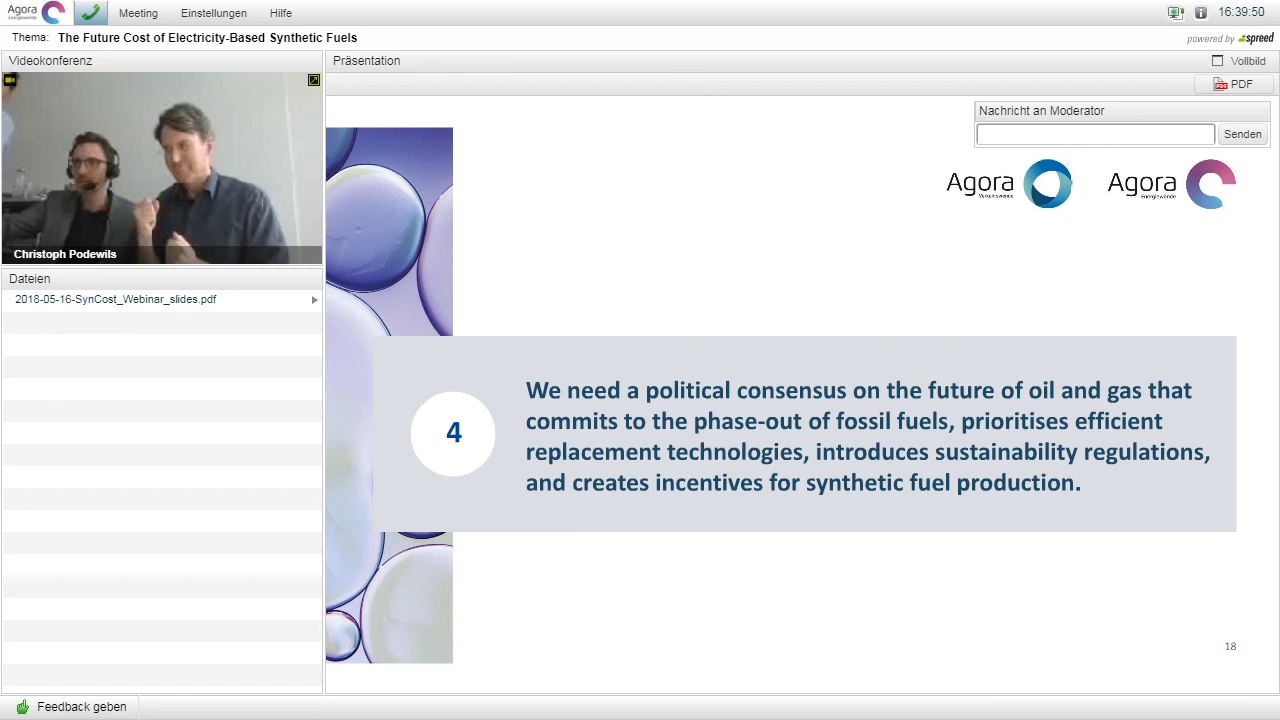 Agora
Energiewende
Meeting
Einstellungen
Hilfe
16:39:50
Thema: The Future Cost of Electricity-Based Synthetic Fuels
powered by spreed
Videokonferenz
Präsentation
Vollbild
PDF
Christoph Podewils
Nachricht an Moderator
Senden
Agora
Verkehrswende
Agora
Energiewende
Dateien
2018-05-16-SynCost_Webinar_slides.pdf
4
We need a political consensus on the future of oil and gas that
commits to the phase-out of fossil fuels, prioritises efficient
replacement technologies, introduces sustainability regulations,
and creates incentives for synthetic fuel production.
18
Feedback geben